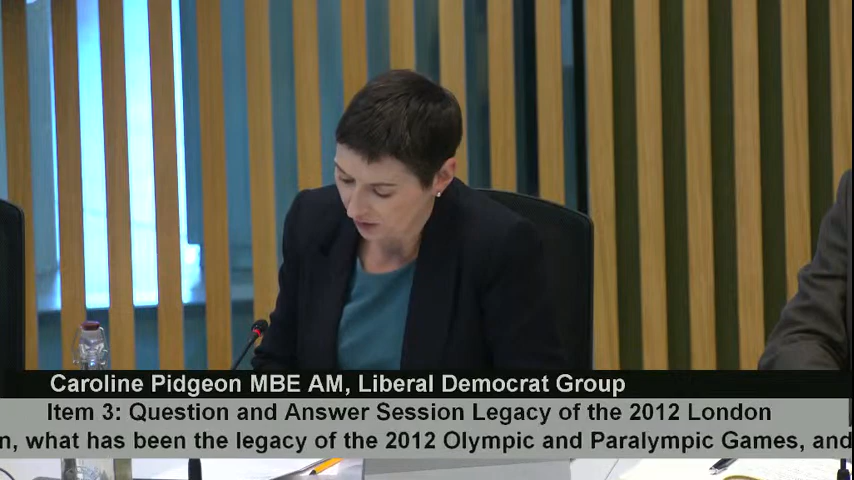 Caroline Pidgeon MBE AM, Liberal Democrat Group
Item 3: Question and Answer Session Legacy of the 2012 London
what has been the legacy of the 2012 Olympic and Paralympic Games, and